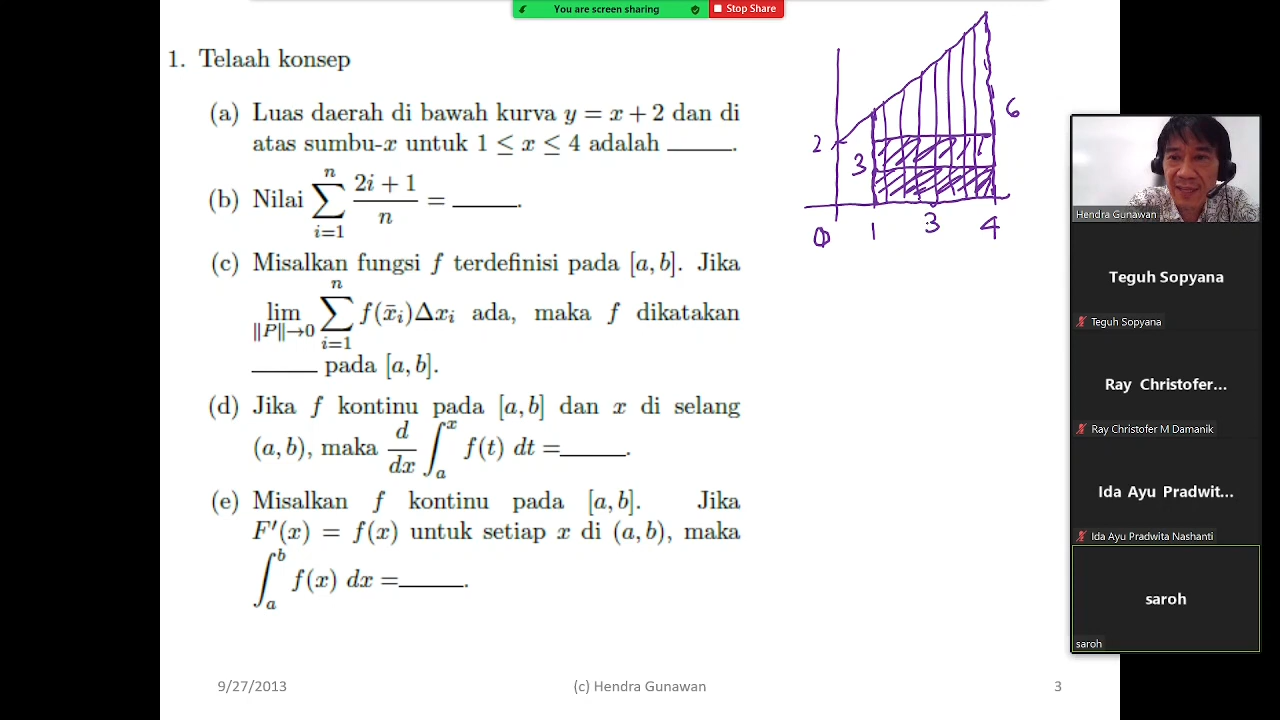 You are screen sharing
Stop Share
1. Telaah konsep
(a) Luas daerah di bawah kurva y = x + 2 dan di
atas sumbu-x untuk 1 ≤ x ≤ 4 adalah ______.
(b) Nilai ∑_{i=1}^{n} \frac{2i + 1}{n} = ______.
(c) Misalkan fungsi f terdefinisi pada [a, b]. Jika
lim_{‖P‖→0} ∑_{i=1}^{n} f(x̄ᵢ)Δxᵢ ada, maka f dikatakan
______ pada [a, b].
(d) Jika f kontinu pada [a, b] dan x di selang
(a, b), maka \frac{d}{dx} ∫_{a}^{x} f(t) dt = ______.
(e) Misalkan f kontinu pada [a, b]. Jika
F′(x) = f(x) untuk setiap x di (a, b), maka
∫_{a}^{b} f(x) dx = ______.
2
3
6
0 1 3 4
Hendra Gunawan
Teguh Sopyana
Teguh Sopyana
Ray Christofer...
Ray Christofer M Damanik
Ida Ayu Pradwit...
Ida Ayu Pradwita Nashanti
saroh
saroh
9/27/2013
(c) Hendra Gunawan
3